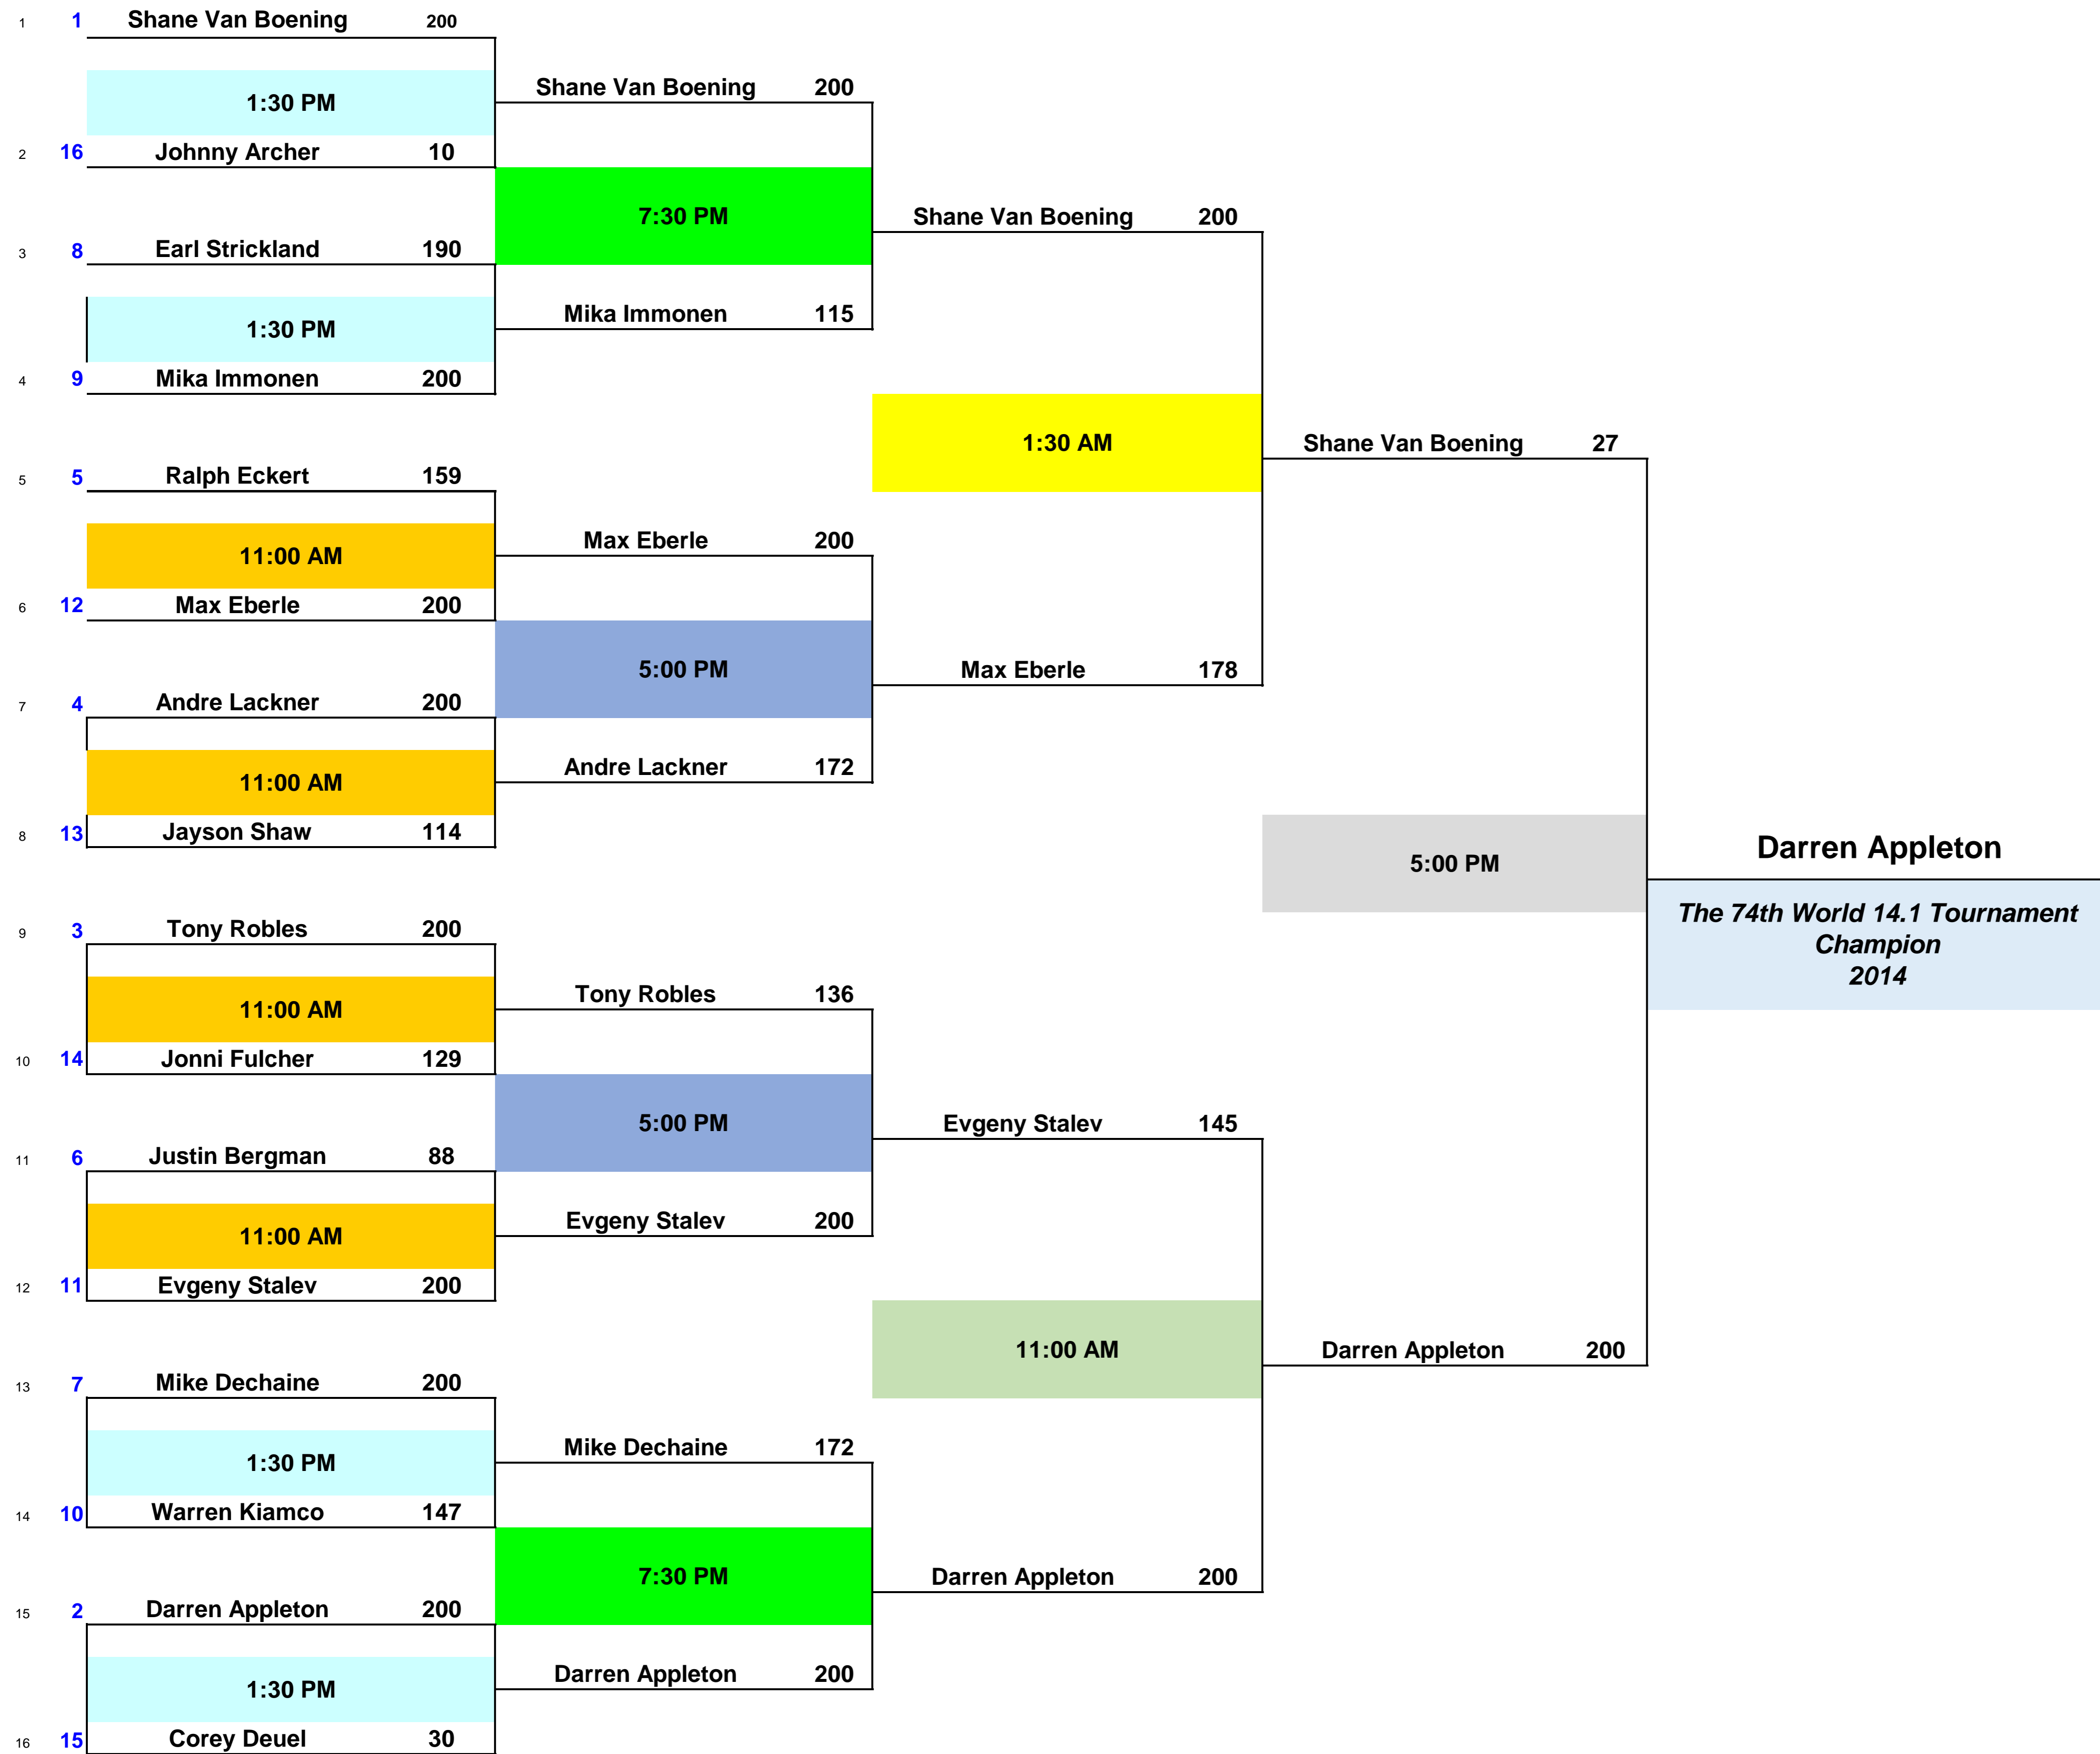 1 1 Shane Van Boening 200
1:30 PM
2 16 Johnny Archer 10
3 8 Earl Strickland 190
1:30 PM
4 9 Mika Immonen 200
5 5 Ralph Eckert 159
11:00 AM
6 12 Max Eberle 200
7 4 Andre Lackner 200
11:00 AM
8 13 Jayson Shaw 114
9 3 Tony Robles 200
11:00 AM
10 14 Jonni Fulcher 129
11 6 Justin Bergman 88
11:00 AM
12 11 Evgeny Stalev 200
13 7 Mike Dechaine 200
1:30 PM
14 10 Warren Kiamco 147
15 2 Darren Appleton 200
1:30 PM
16 15 Corey Deuel 30
Shane Van Boening 200
7:30 PM
Mika Immonen 115
Max Eberle 200
5:00 PM
Andre Lackner 172
Tony Robles 136
5:00 PM
Evgeny Stalev 200
Mike Dechaine 172
7:30 PM
Darren Appleton 200
Shane Van Boening 200
1:30 AM
Max Eberle 178
Evgeny Stalev 145
11:00 AM
Darren Appleton 200
Shane Van Boening 27
5:00 PM
Darren Appleton 200
Darren Appleton
The 74th World 14.1 Tournament
Champion
2014